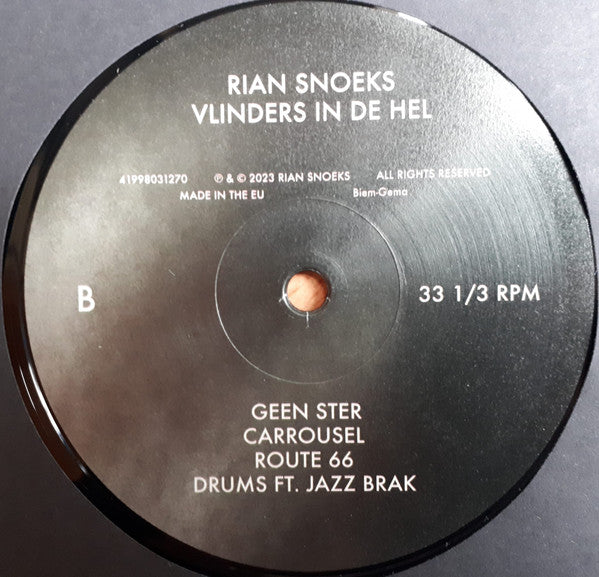 RIAN SNOEKS
VLINDERS IN DE HEL
41998031270 ℗ & © 2023 RIAN SNOEKS ALL RIGHTS RESERVED
MADE IN THE EU Biem-Gema
B 33 1/3 RPM
GEEN STER
CARROUSEL
ROUTE 66
DRUMS FT. JAZZ BRAK